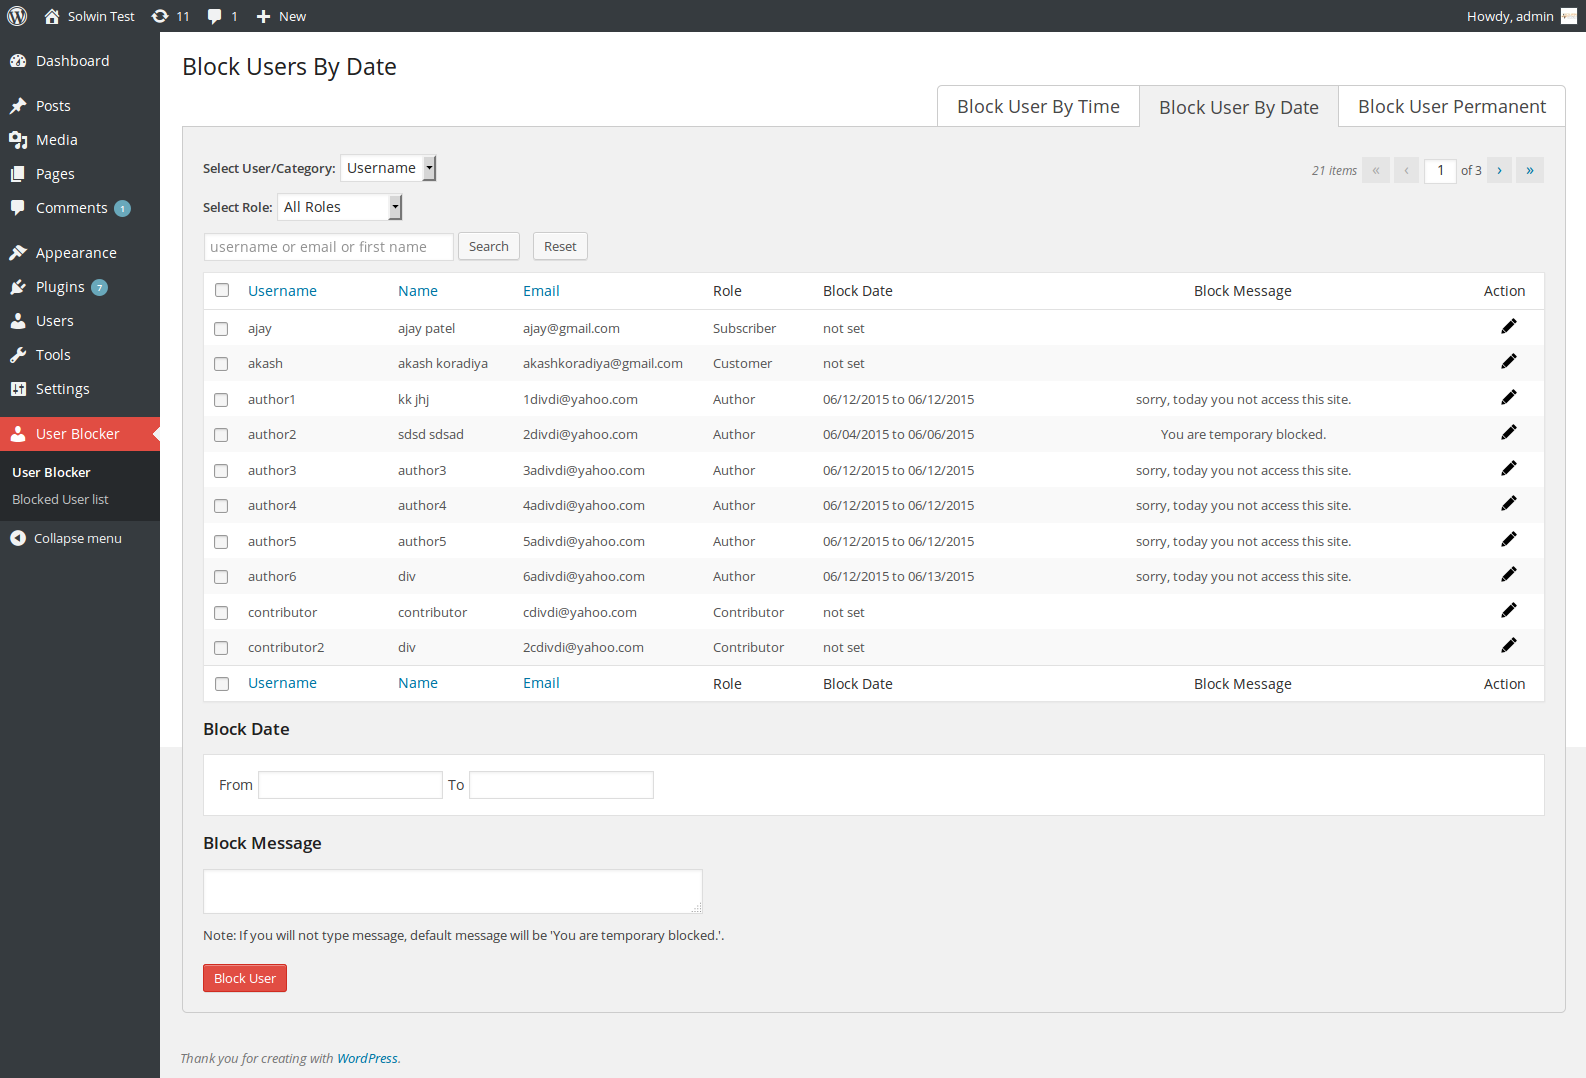 Solwin Test 11 1 New Howdy, admin
Dashboard
Posts
Media
Pages
Comments 1
Appearance
Plugins 7
Users
Tools
Settings
User Blocker
User Blocker
Blocked User list
Collapse menu
Block Users By Date
Block User By Time Block User By Date Block User Permanent
Select User/Category: Username
21 items « ‹ 1 of 3 › »
Select Role: All Roles
username or email or first name Search Reset
Username Name Email Role Block Date Block Message Action
ajay ajay patel ajay@gmail.com Subscriber not set
akash akash koradiya akashkoradiya@gmail.com Customer not set
author1 kk jhj 1divdi@yahoo.com Author 06/12/2015 to 06/12/2015 sorry, today you not access this site.
author2 sdsd sdsad 2divdi@yahoo.com Author 06/04/2015 to 06/06/2015 You are temporary blocked.
author3 author3 3adivdi@yahoo.com Author 06/12/2015 to 06/12/2015 sorry, today you not access this site.
author4 author4 4adivdi@yahoo.com Author 06/12/2015 to 06/12/2015 sorry, today you not access this site.
author5 author5 5adivdi@yahoo.com Author 06/12/2015 to 06/12/2015 sorry, today you not access this site.
author6 div 6adivdi@yahoo.com Author 06/12/2015 to 06/13/2015 sorry, today you not access this site.
contributor contributor cdivdi@yahoo.com Contributor not set
contributor2 div 2cdivdi@yahoo.com Contributor not set
Username Name Email Role Block Date Block Message Action
Block Date
From To
Block Message
Note: If you will not type message, default message will be 'You are temporary blocked.'.
Block User
Thank you for creating with WordPress.